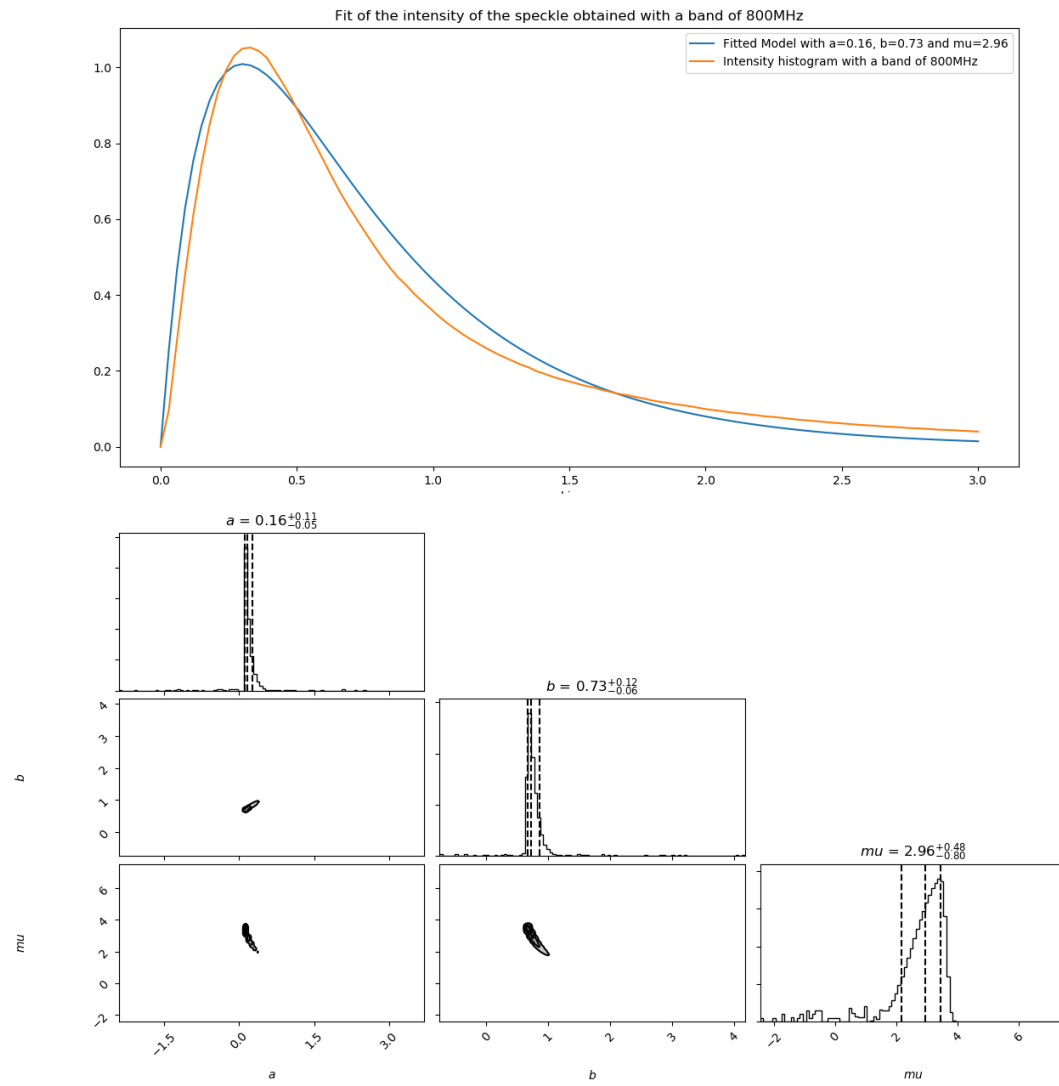 Fit of the intensity of the speckle obtained with a band of 800MHz
Fitted Model with a=0.16, b=0.73 and mu=2.96
Intensity histogram with a band of 800MHz
1.0
0.8
0.6
0.4
0.2
0.0
0.0 0.5 1.0 1.5 2.0 2.5 3.0
a = 0.16+0.11−0.05
b = 0.73+0.12−0.06
4
3
2
1
0
b
mu = 2.96+0.48−0.80
6
4
2
0
−2
mu
−1.5 0.0 1.5 3.0
a
0 1 2 3 4
b
−2 0 2 4 6
mu